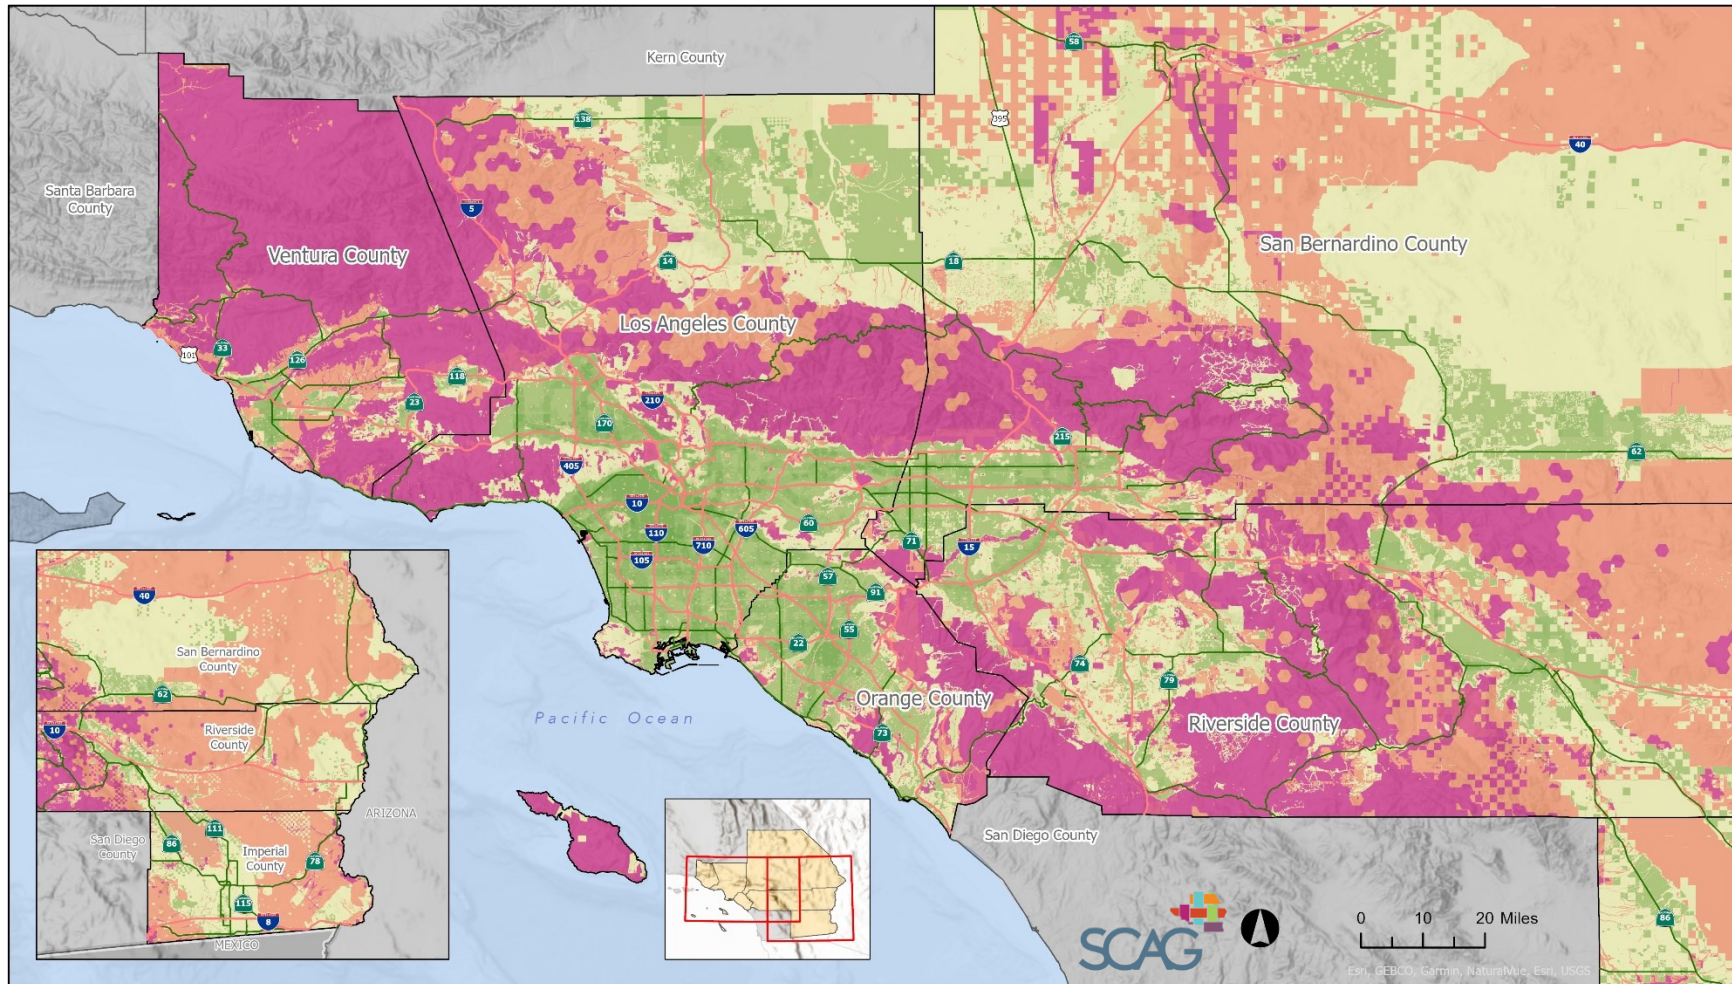 Kern County
58
138
395
40
Santa Barbara
County
5
Ventura County
San Bernardino County
14
18
Los Angeles County
33
101
126
118
23
210
170
215
62
405
10
60
110
605
71
15
105
710
57
91
55
22
74
79
Orange County
Riverside County
73
Pacific Ocean
San Diego County
86
40
San Bernardino
County
62
10
Riverside
County
ARIZONA
San Diego
County
111
86
Imperial
County
78
115
8
MEXICO
SCAG
0 10 20 Miles
Esri, GEBCO, Garmin, NaturalVue, Esri, USGS